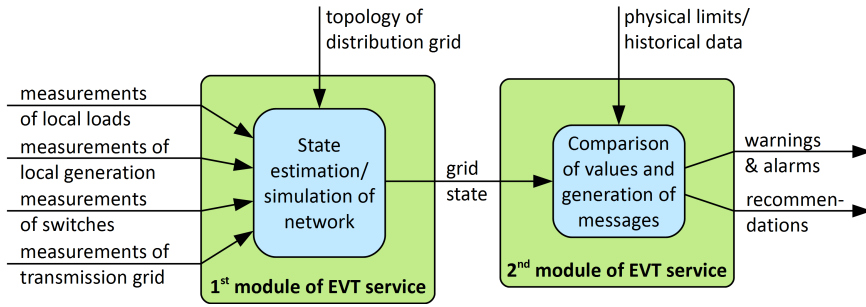 topology of
distribution grid
physical limits/
historical data
measurements
of local loads
measurements of
local generation
measurements
of switches
measurements of
transmission grid
State
estimation/
simulation of
network
1st module of EVT service
grid
state
Comparison
of values and
generation of
messages
2nd module of EVT service
warnings
& alarms
recommen-
dations